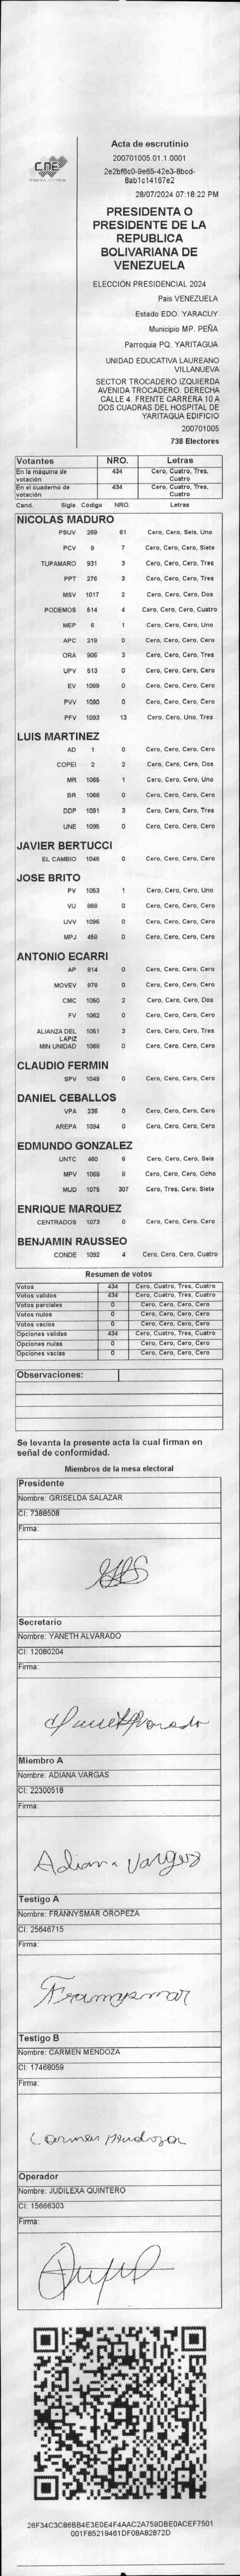 CNE
Acta de escrutinio
200701005.01.1.0001
2e2bf6c0-9e65-42e3-8bcd-
8ab1c14167e2
28/07/2024 07:18:22 PM
PRESIDENTA O
PRESIDENTE DE LA
REPUBLICA
BOLIVARIANA DE
VENEZUELA
ELECCIÓN PRESIDENCIAL 2024
Pais VENEZUELA
Estado EDO. YARACUY
Municipio MP. PEÑA
Parroquia PQ. YARITAGUA
UNIDAD EDUCATIVA LAUREANO
VILLANUEVA
SECTOR TROCADERO IZQUIERDA
AVENIDA TROCADERO. DERECHA
CALLE 4. FRENTE CARRERA 10 A
DOS CUADRAS DEL HOSPITAL DE
YARITAGUA EDIFICIO
200701005
738 Electores
Votantes NRO. Letras
En la máquina de votación 434 Cero, Cuatro, Tres, Cuatro
En el cuaderno de votación 434 Cero, Cuatro, Tres, Cuatro
Cand. Sigla Código NRO. Letras
NICOLAS MADURO
PSUV 269 61 Cero, Cero, Seis, Uno
PCV 9 7 Cero, Cero, Cero, Siete
TUPAMARO 931 3 Cero, Cero, Cero, Tres
PPT 276 3 Cero, Cero, Cero, Tres
MSV 1017 2 Cero, Cero, Cero, Dos
PODEMOS 514 4 Cero, Cero, Cero, Cuatro
MEP 6 1 Cero, Cero, Cero, Uno
APC 219 0 Cero, Cero, Cero, Cero
ORA 906 3 Cero, Cero, Cero, Tres
UPV 513 0 Cero, Cero, Cero, Cero
EV 1089 0 Cero, Cero, Cero, Cero
PVV 1090 0 Cero, Cero, Cero, Cero
PFV 1093 13 Cero, Cero, Uno, Tres
LUIS MARTINEZ
AD 1 0 Cero, Cero, Cero, Cero
COPEI 2 2 Cero, Cero, Cero, Dos
MR 1065 1 Cero, Cero, Cero, Uno
BR 1066 0 Cero, Cero, Cero, Cero
DDP 1091 3 Cero, Cero, Cero, Tres
UNE 1095 0 Cero, Cero, Cero, Cero
JAVIER BERTUCCI
EL CAMBIO 1048 0 Cero, Cero, Cero, Cero
JOSE BRITO
PV 1053 1 Cero, Cero, Cero, Uno
VU 868 0 Cero, Cero, Cero, Cero
UVV 1096 0 Cero, Cero, Cero, Cero
MPJ 458 0 Cero, Cero, Cero, Cero
ANTONIO ECARRI
AP 814 0 Cero, Cero, Cero, Cero
MOVEV 878 0 Cero, Cero, Cero, Cero
CMC 1050 2 Cero, Cero, Cero, Dos
FV 1062 0 Cero, Cero, Cero, Cero
ALIANZA DEL LAPIZ 1051 3 Cero, Cero, Cero, Tres
MIN UNIDAD 1068 0 Cero, Cero, Cero, Cero
CLAUDIO FERMIN
SPV 1049 0 Cero, Cero, Cero, Cero
DANIEL CEBALLOS
VPA 236 0 Cero, Cero, Cero, Cero
AREPA 1094 0 Cero, Cero, Cero, Cero
EDMUNDO GONZALEZ
UNTC 460 6 Cero, Cero, Cero, Seis
MPV 1069 8 Cero, Cero, Cero, Ocho
MUD 1075 307 Cero, Tres, Cero, Siete
ENRIQUE MARQUEZ
CENTRADOS 1073 0 Cero, Cero, Cero, Cero
BENJAMIN RAUSSEO
CONDE 1092 4 Cero, Cero, Cero, Cuatro
Resumen de votos
Votos 434 Cero, Cuatro, Tres, Cuatro
Votos validos 434 Cero, Cuatro, Tres, Cuatro
Votos parciales 0 Cero, Cero, Cero, Cero
Votos nulos 0 Cero, Cero, Cero, Cero
Votos vacios 0 Cero, Cero, Cero, Cero
Opciones validas 434 Cero, Cuatro, Tres, Cuatro
Opciones nulas 0 Cero, Cero, Cero, Cero
Opciones vacias 0 Cero, Cero, Cero, Cero
Observaciones:
Se levanta la presente acta la cual firman en
señal de conformidad.
Miembros de la mesa electoral
Presidente
Nombre: GRISELDA SALAZAR
CI: 7388508
Firma:
Secretario
Nombre: YANETH ALVARADO
CI: 12080204
Firma:
Miembro A
Nombre: ADIANA VARGAS
CI: 22300518
Firma:
Adiana Vargas
Testigo A
Nombre: FRANNYSMAR OROPEZA
CI: 25646715
Firma:
Frannysmar
Testigo B
Nombre: CARMEN MENDOZA
CI: 17468059
Firma:
Carmen Mendoza
Operador
Nombre: JUDILEXA QUINTERO
CI: 15666303
Firma:
26F34C3C86BB4E3E0E4F4AAC2A759DBE0ACEF7501
001F85219461DF08A82872D